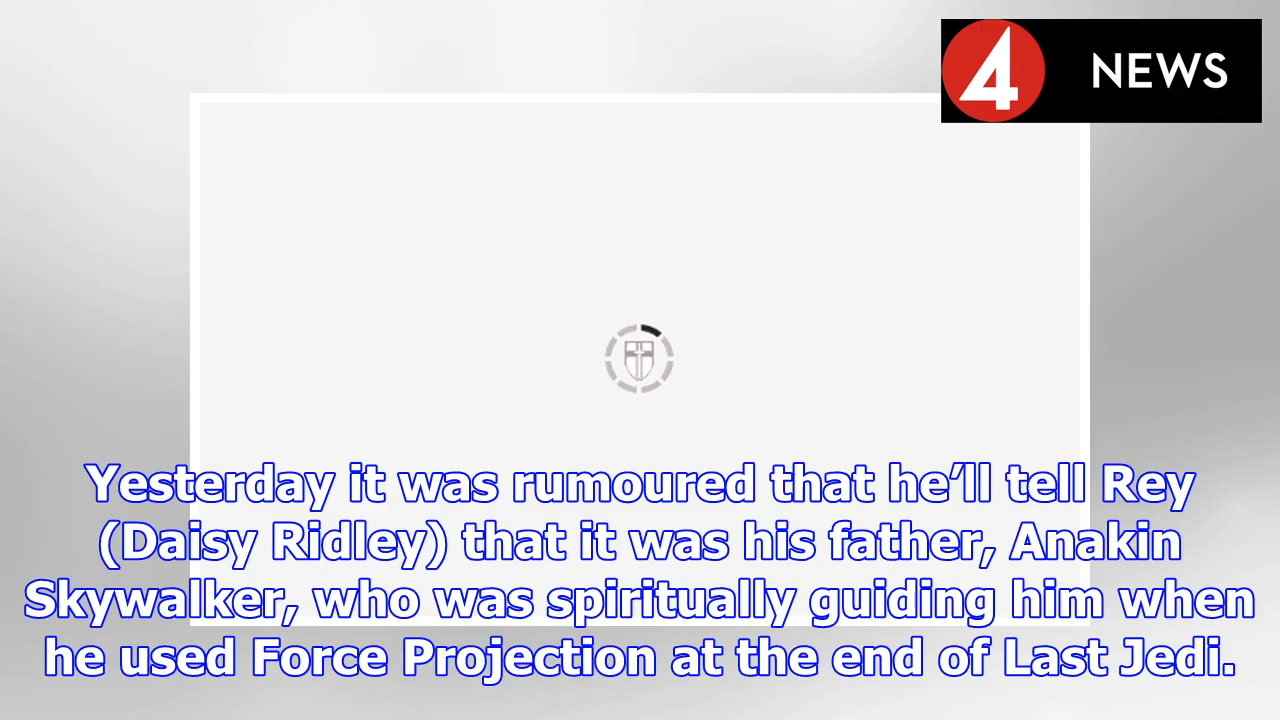 4 NEWS
Yesterday it was rumoured that he’ll tell Rey
(Daisy Ridley) that it was his father, Anakin
Skywalker, who was spiritually guiding him when
he used Force Projection at the end of Last Jedi.